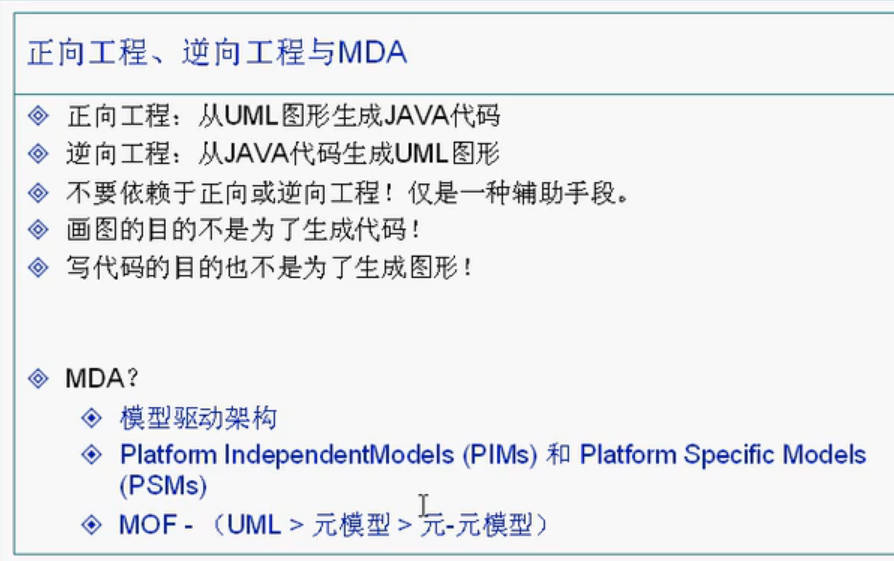 正向工程、逆向工程与MDA
正向工程：从UML图形生成JAVA代码
逆向工程：从JAVA代码生成UML图形
不要依赖于正向或逆向工程！仅是一种辅助手段。
画图的目的不是为了生成代码！
写代码的目的也不是为了生成图形！
MDA？
模型驱动架构
Platform IndependentModels (PIMs) 和 Platform Specific Models
(PSMs)
MOF - （UML > 元模型 > 元-元模型）